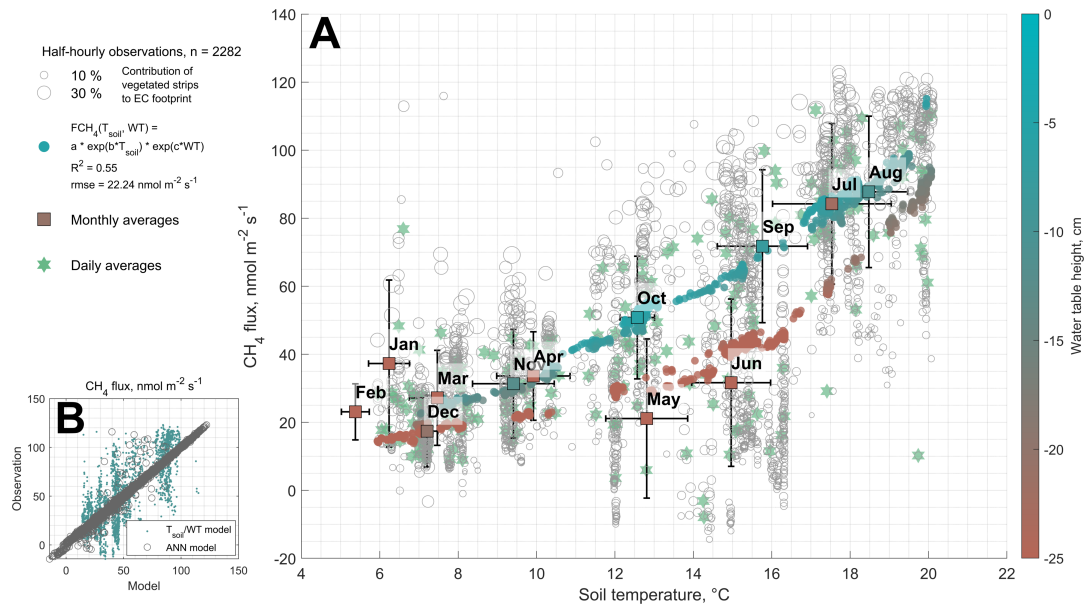 Half-hourly observations, n = 2282
10 %
30 %
Contribution of
vegetated strips
to EC footprint
FCH4(Tsoil, WT) =
a * exp(b*Tsoil) * exp(c*WT)
R2 = 0.55
rmse = 22.24 nmol m-2 s-1
Monthly averages
Daily averages
CH4 flux, nmol m-2 s-1
B
150
100
50
0
Observation
0
50
100
150
Model
Tsoil/WT model
ANN model
A
140
120
100
80
60
40
20
0
-20
CH4 flux, nmol m-2 s-1
Jul
Aug
Sep
Oct
Jan
Nov
Apr
Mar
Feb
Dec
Jun
May
4
6
8
10
12
14
16
18
20
22
Soil temperature, °C
0
-5
-10
-15
-20
-25
Water table height, cm